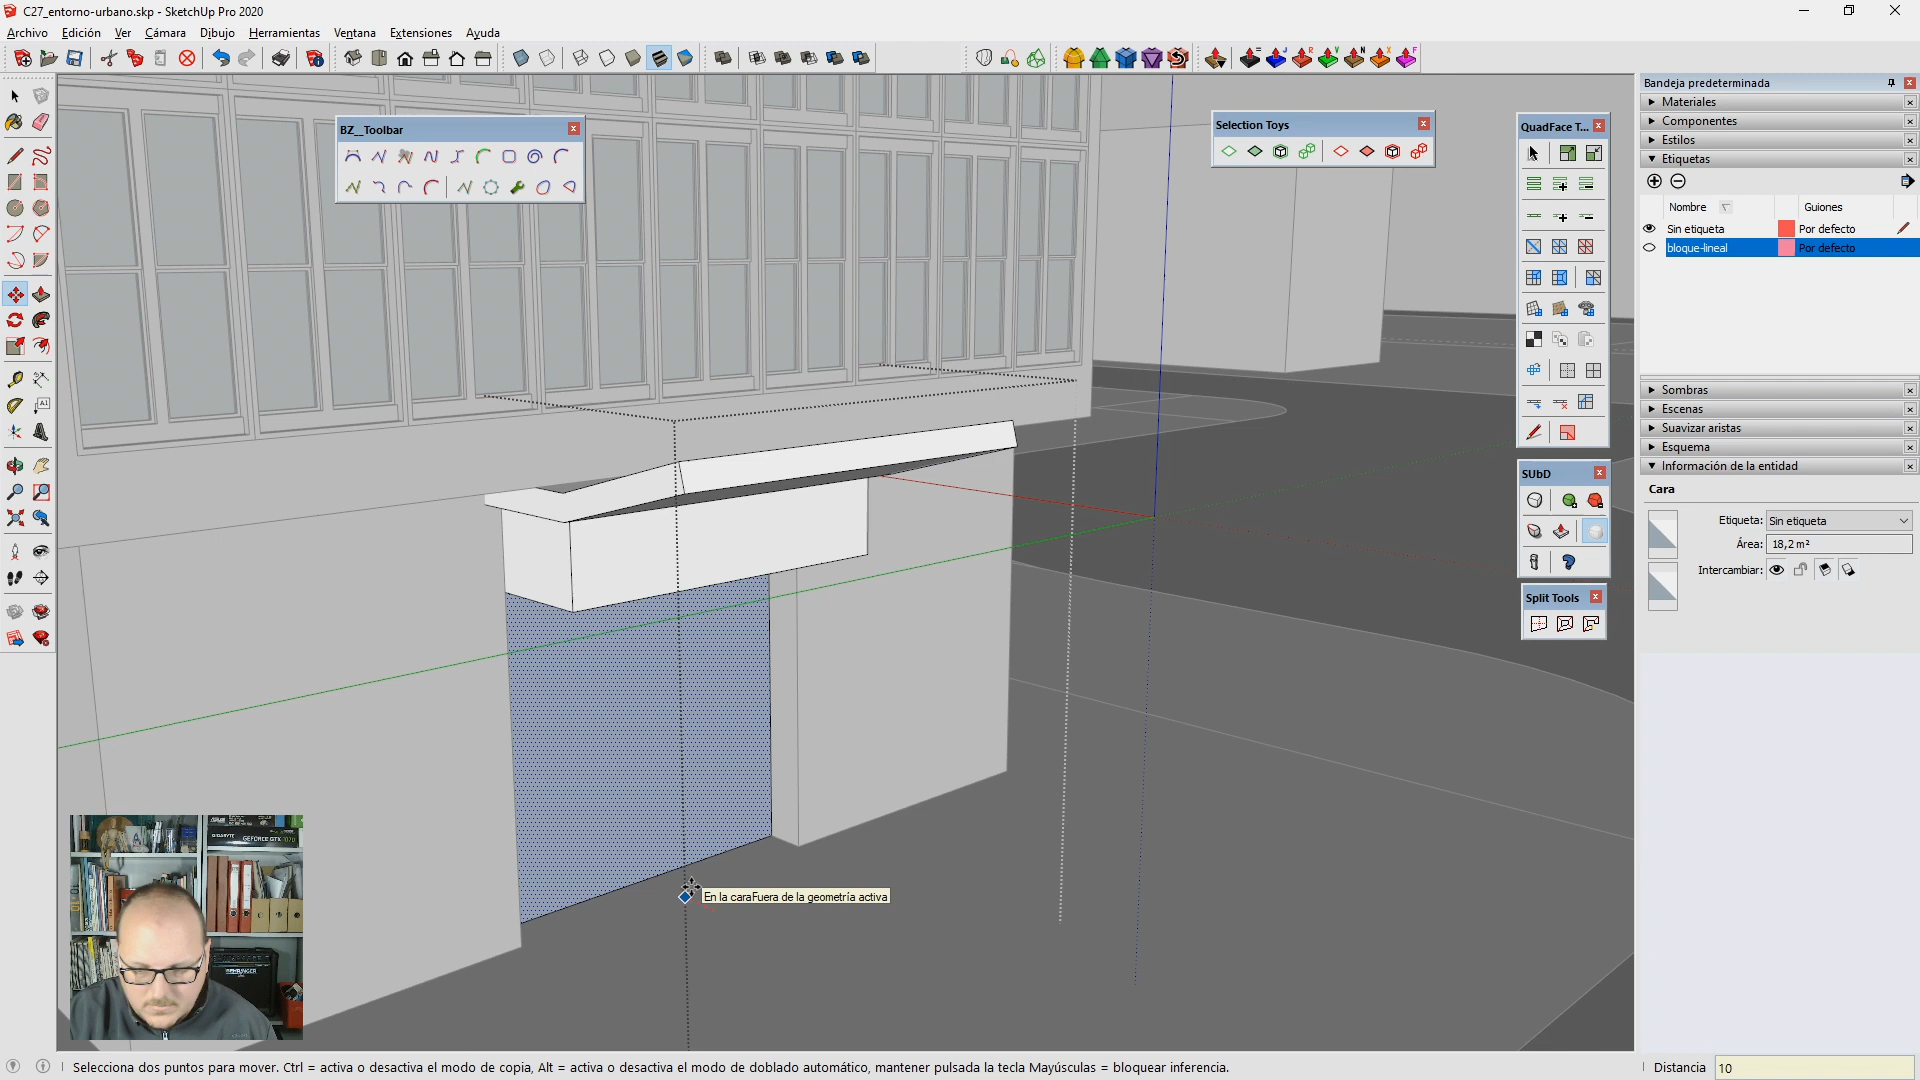 C27_entorno-urbano.skp - SketchUp Pro 2020
Archivo Edición Ver Cámara Dibujo Herramientas Ventana Extensiones Ayuda
BZ__Toolbar
Selection Toys
QuadFace T...
SUbD
Split Tools
Bandeja predeterminada
Materiales
Componentes
Estilos
Etiquetas
Nombre Guiones
Sin etiqueta Por defecto
bloque-lineal Por defecto
Sombras
Escenas
Suavizar aristas
Esquema
Información de la entidad
Cara
Etiqueta: Sin etiqueta
Área: 18,2 m²
Intercambiar:
En la caraFuera de la geometría activa
GEFORCE GTX
BEHRINGER
Selecciona dos puntos para mover. Ctrl = activa o desactiva el modo de copia, Alt = activa o desactiva el modo de doblado automático, mantener pulsada la tecla Mayúsculas = bloquear inferencia.
Distancia 10